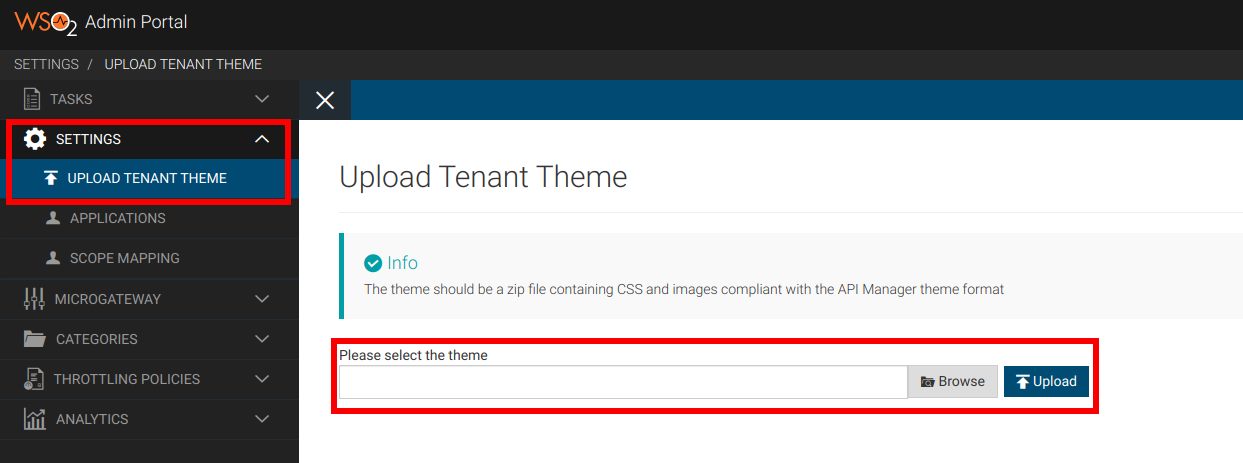 WSO2 Admin Portal
SETTINGS / UPLOAD TENANT THEME
TASKS
SETTINGS
UPLOAD TENANT THEME
APPLICATIONS
SCOPE MAPPING
MICROGATEWAY
CATEGORIES
THROTTLING POLICIES
ANALYTICS
Upload Tenant Theme
Info
The theme should be a zip file containing CSS and images compliant with the API Manager theme format
Please select the theme
Browse Upload